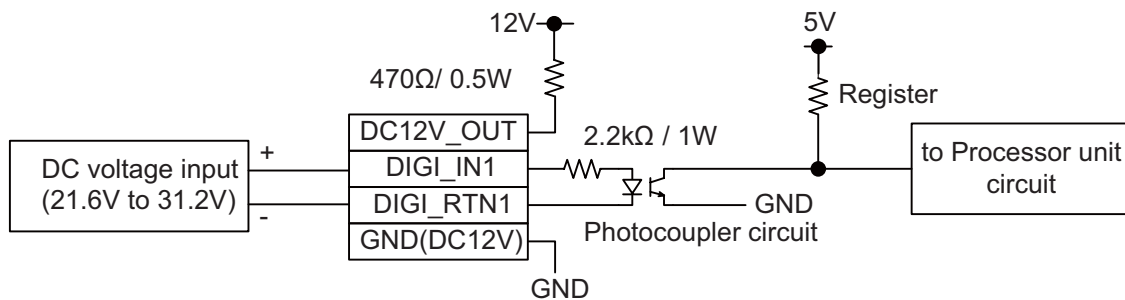 12V
5V
470Ω/ 0.5W
Register
DC12V_OUT
2.2kΩ / 1W
DC voltage input
(21.6V to 31.2V)
+
-
DIGI_IN1
DIGI_RTN1
GND(DC12V)
to Processor unit
circuit
GND
Photocoupler circuit
GND